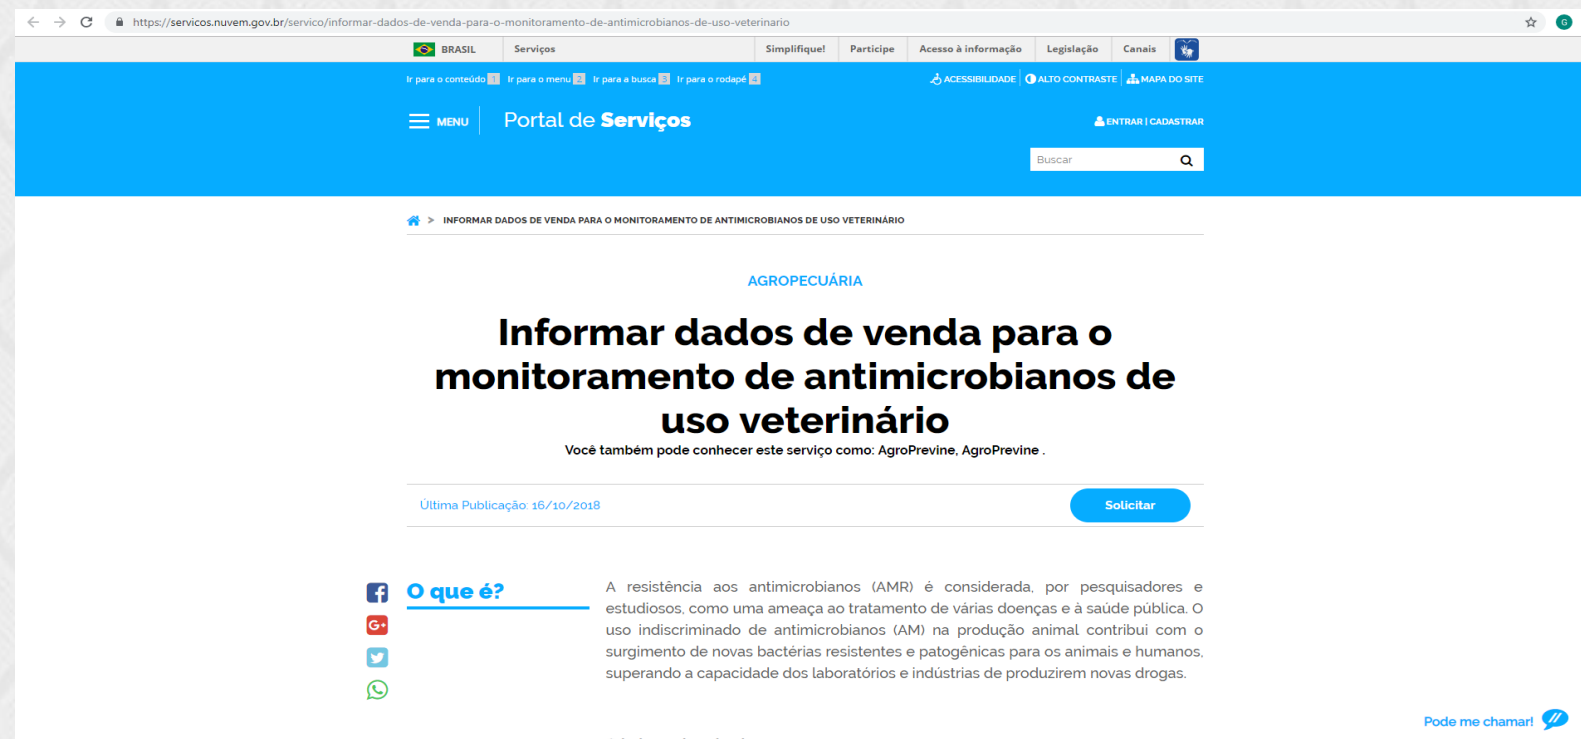 https://servicos.nuvem.gov.br/servico/informar-dados-de-venda-para-o-monitoramento-de-antimicrobianos-de-uso-veterinario
G
BRASIL Serviços Simplifique! Participe Acesso à informação Legislação Canais
Ir para o conteúdo 1 Ir para o menu 2 Ir para a busca 3 Ir para o rodapé 4 ACESSIBILIDADE ALTO CONTRASTE MAPA DO SITE
MENU Portal de Serviços ENTRAR | CADASTRAR
Buscar
> INFORMAR DADOS DE VENDA PARA O MONITORAMENTO DE ANTIMICROBIANOS DE USO VETERINÁRIO
AGROPECUÁRIA
Informar dados de venda para o
monitoramento de antimicrobianos de
uso veterinário
Você também pode conhecer este serviço como: AgroPrevine, AgroPrevine .
Última Publicação: 16/10/2018 Solicitar
O que é?
A resistência aos antimicrobianos (AMR) é considerada, por pesquisadores e
estudiosos, como uma ameaça ao tratamento de várias doenças e à saúde pública. O
uso indiscriminado de antimicrobianos (AM) na produção animal contribui com o
surgimento de novas bactérias resistentes e patogênicas para os animais e humanos,
superando a capacidade dos laboratórios e indústrias de produzirem novas drogas.
G+
Pode me chamar!